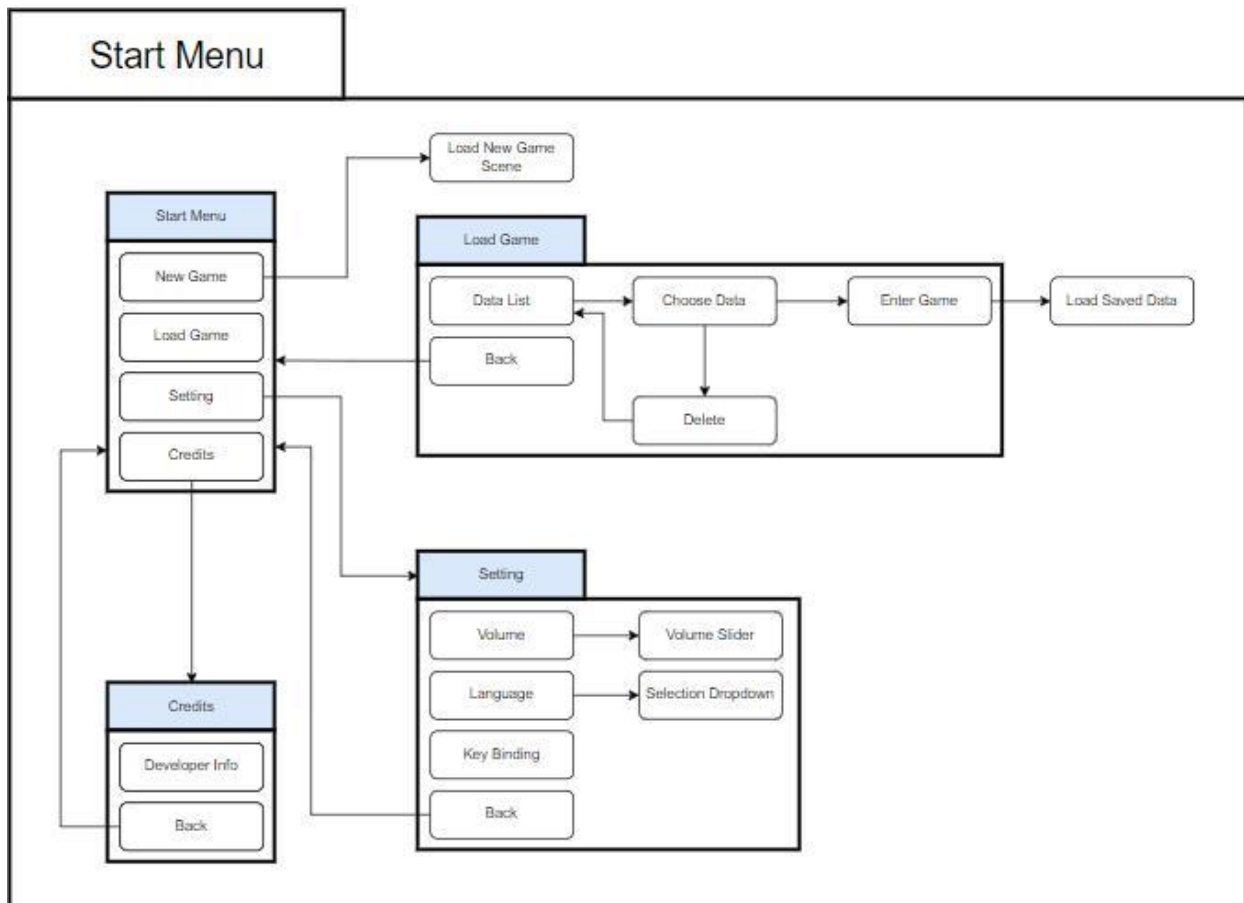 Start Menu
Load New Game
Scene
Start Menu
New Game
Load Game
Setting
Credits
Load Game
Data List
Choose Data
Enter Game
Load Saved Data
Back
Delete
Setting
Volume
Volume Slider
Language
Selection Dropdown
Key Binding
Back
Credits
Developer Info
Back